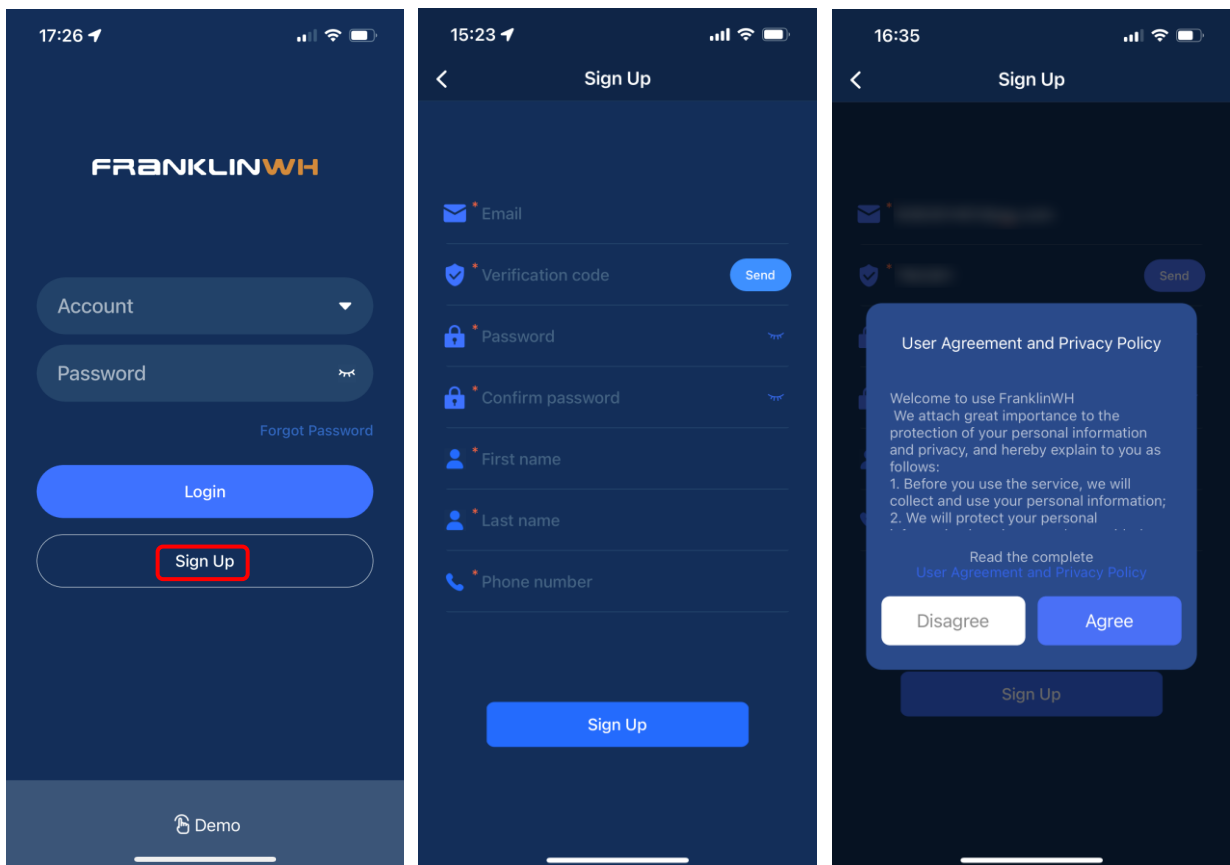 17:26
FRANKLINWH
Account
Password
Forgot Password
Login
Sign Up
Demo
15:23
Sign Up
* Email
* Verification code
Send
* Password
* Confirm password
* First name
* Last name
* Phone number
Sign Up
16:35
Sign Up
*
*
Send
User Agreement and Privacy Policy
Welcome to use FranklinWH
We attach great importance to the
protection of your personal information
and privacy, and hereby explain to you as
follows:
1. Before you use the service, we will
collect and use your personal information;
2. We will protect your personal
Read the complete
User Agreement and Privacy Policy
Disagree
Agree
Sign Up